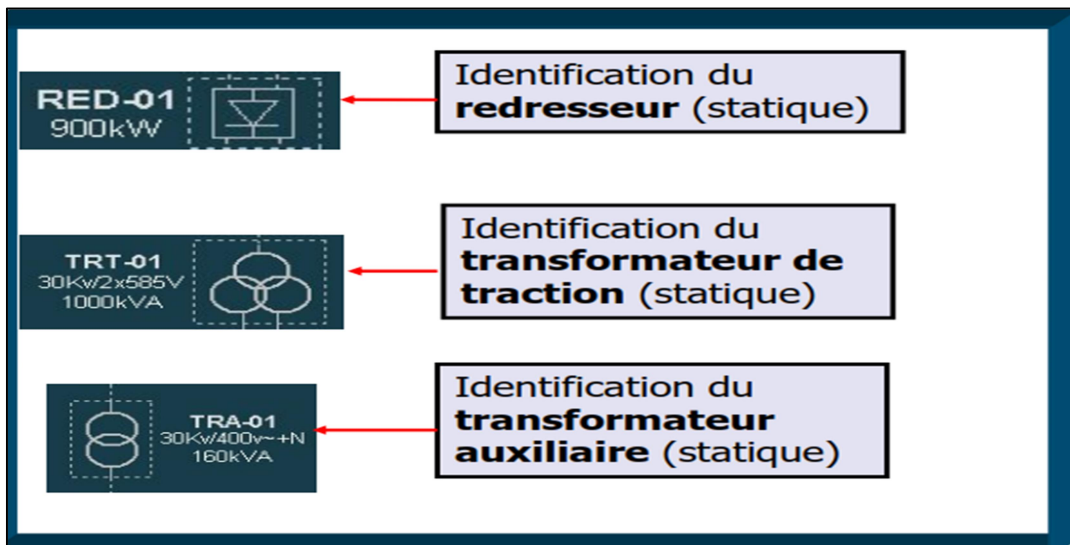 RED-01
900kW
Identification du
redresseur (statique)
TRT-01
30Kv/2x585V
1000kVA
Identification du
transformateur de
traction (statique)
TRA-01
30Kv/400v~+N
160kVA
Identification du
transformateur
auxiliaire (statique)